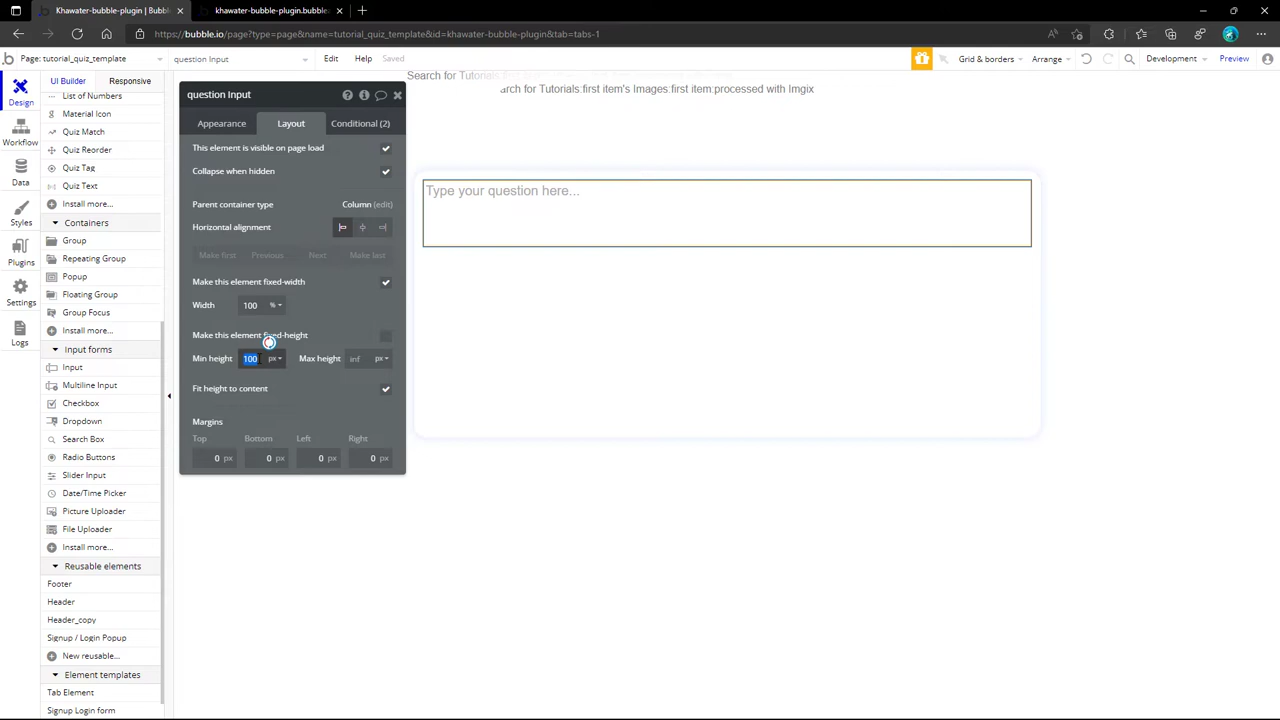 Khawater-bubble-plugin | Bubble
khawater-bubble-plugin.bubble
https://bubble.io/page?type=page&name=tutorial_quiz_template&id=khawater-bubble-plugin&tab=tabs-1
Page: tutorial_quiz_template
question Input
Edit
Help
Saved
Grid & borders
Arrange
Development
Preview
Design
Workflow
Data
Styles
Plugins
Settings
Logs
UI Builder
Responsive
List of Numbers
Material Icon
Quiz Match
Quiz Reorder
Quiz Tag
Quiz Text
Install more...
Containers
Group
Repeating Group
Popup
Floating Group
Group Focus
Install more...
Input forms
Input
Multiline Input
Checkbox
Dropdown
Search Box
Radio Buttons
Slider Input
Date/Time Picker
Picture Uploader
File Uploader
Install more...
Reusable elements
Footer
Header
Header_copy
Signup / Login Popup
New reusable...
Element templates
Tab Element
Signup Login form
question Input
Appearance
Layout
Conditional (2)
This element is visible on page load
Collapse when hidden
Parent container type
Column (edit)
Horizontal alignment
Make first
Previous
Next
Make last
Make this element fixed-width
Width 100 %
Make this element fixed-height
Min height 100 px
Max height inf px
Fit height to content
Margins
Top Bottom Left Right
0 px 0 px 0 px 0 px
Search for Tutorials
arch for Tutorials:first item's Images:first item:processed with Imgix
Type your question here...